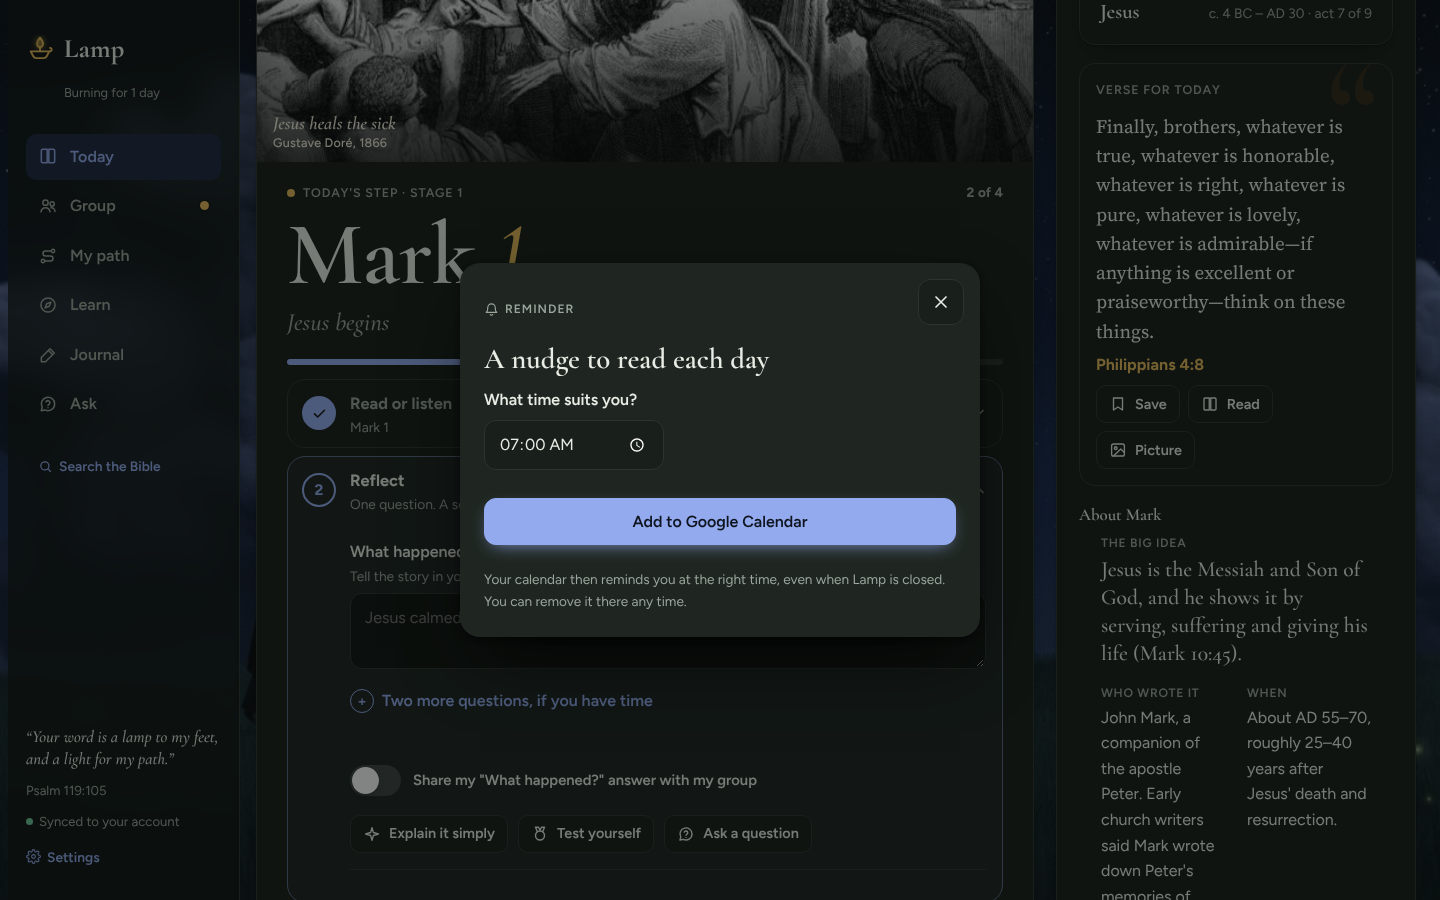 Lamp
Burning for 1 day
Today
Group
My path
Learn
Journal
Ask
Search the Bible
“Your word is a lamp to my feet,
and a light for my path.”
Psalm 119:105
Synced to your account
Settings
Jesus heals the sick
Gustave Doré, 1866
TODAY'S STEP · STAGE 1
2 of 4
Mark 1
Jesus begins
Read or listen
Mark 1
2
Reflect
One question. A
What happened
Tell the story in
Jesus calmed
Two more questions, if you have time
Share my "What happened?" answer with my group
Explain it simply
Test yourself
Ask a question
REMINDER
A nudge to read each day
What time suits you?
07:00 AM
Add to Google Calendar
Your calendar then reminds you at the right time, even when Lamp is closed.
You can remove it there any time.
Jesus
c. 4 BC – AD 30 · act 7 of 9
VERSE FOR TODAY
Finally, brothers, whatever is
true, whatever is honorable,
whatever is right, whatever is
pure, whatever is lovely,
whatever is admirable—if
anything is excellent or
praiseworthy—think on these
things.
Philippians 4:8
Save
Read
Picture
About Mark
THE BIG IDEA
Jesus is the Messiah and Son of
God, and he shows it by
serving, suffering and giving his
life (Mark 10:45).
WHO WROTE IT
John Mark, a
companion of
the apostle
Peter. Early
church writers
said Mark wrote
down Peter's
memories of
WHEN
About AD 55–70,
roughly 25–40
years after
Jesus' death and
resurrection.